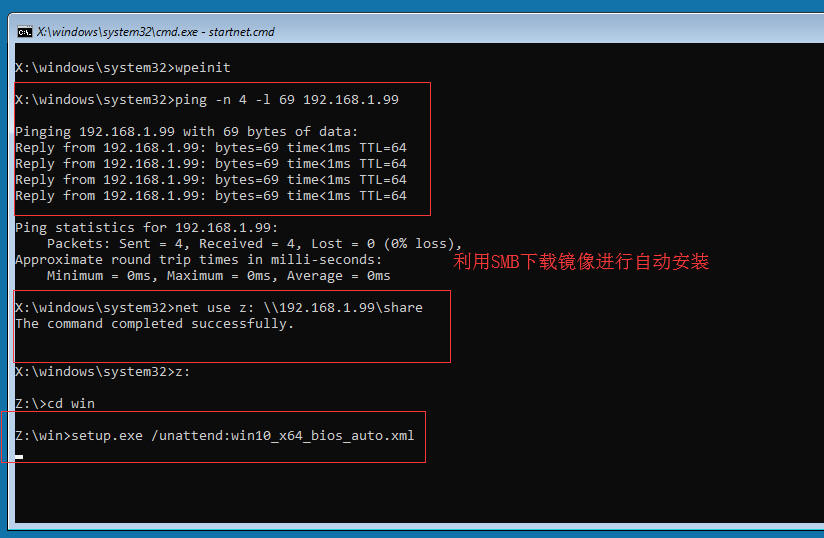 X:\windows\system32\cmd.exe - startnet.cmd
X:\windows\system32>wpeinit
X:\windows\system32>ping -n 4 -l 69 192.168.1.99
Pinging 192.168.1.99 with 69 bytes of data:
Reply from 192.168.1.99: bytes=69 time<1ms TTL=64
Reply from 192.168.1.99: bytes=69 time<1ms TTL=64
Reply from 192.168.1.99: bytes=69 time<1ms TTL=64
Reply from 192.168.1.99: bytes=69 time<1ms TTL=64
Ping statistics for 192.168.1.99:
    Packets: Sent = 4, Received = 4, Lost = 0 (0% loss),
Approximate round trip times in milli-seconds:
    Minimum = 0ms, Maximum = 0ms, Average = 0ms
利用SMB下载镜像进行自动安装
X:\windows\system32>net use z: \\192.168.1.99\share
The command completed successfully.
X:\windows\system32>z:
Z:\>cd win
Z:\win>setup.exe /unattend:win10_x64_bios_auto.xml